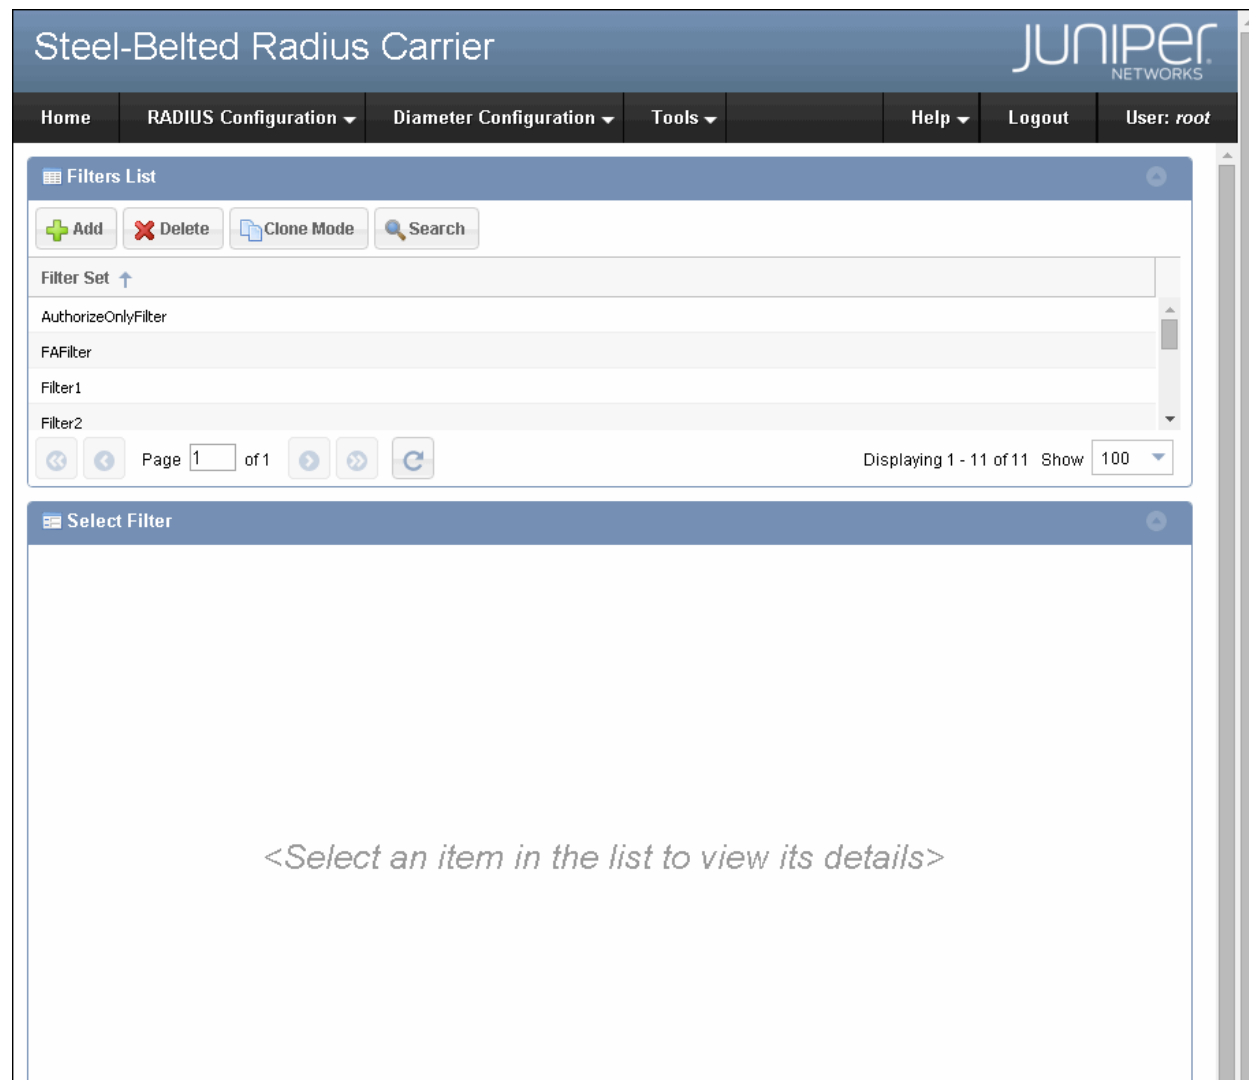 Steel-Belted Radius Carrier
JUNIPER
NETWORKS
Home RADIUS Configuration Diameter Configuration Tools Help Logout User: root
Filters List
Add Delete Clone Mode Search
Filter Set
AuthorizeOnlyFilter
FAFilter
Filter1
Filter2
Page 1 of 1 Displaying 1 - 11 of 11 Show 100
Select Filter
<Select an item in the list to view its details>